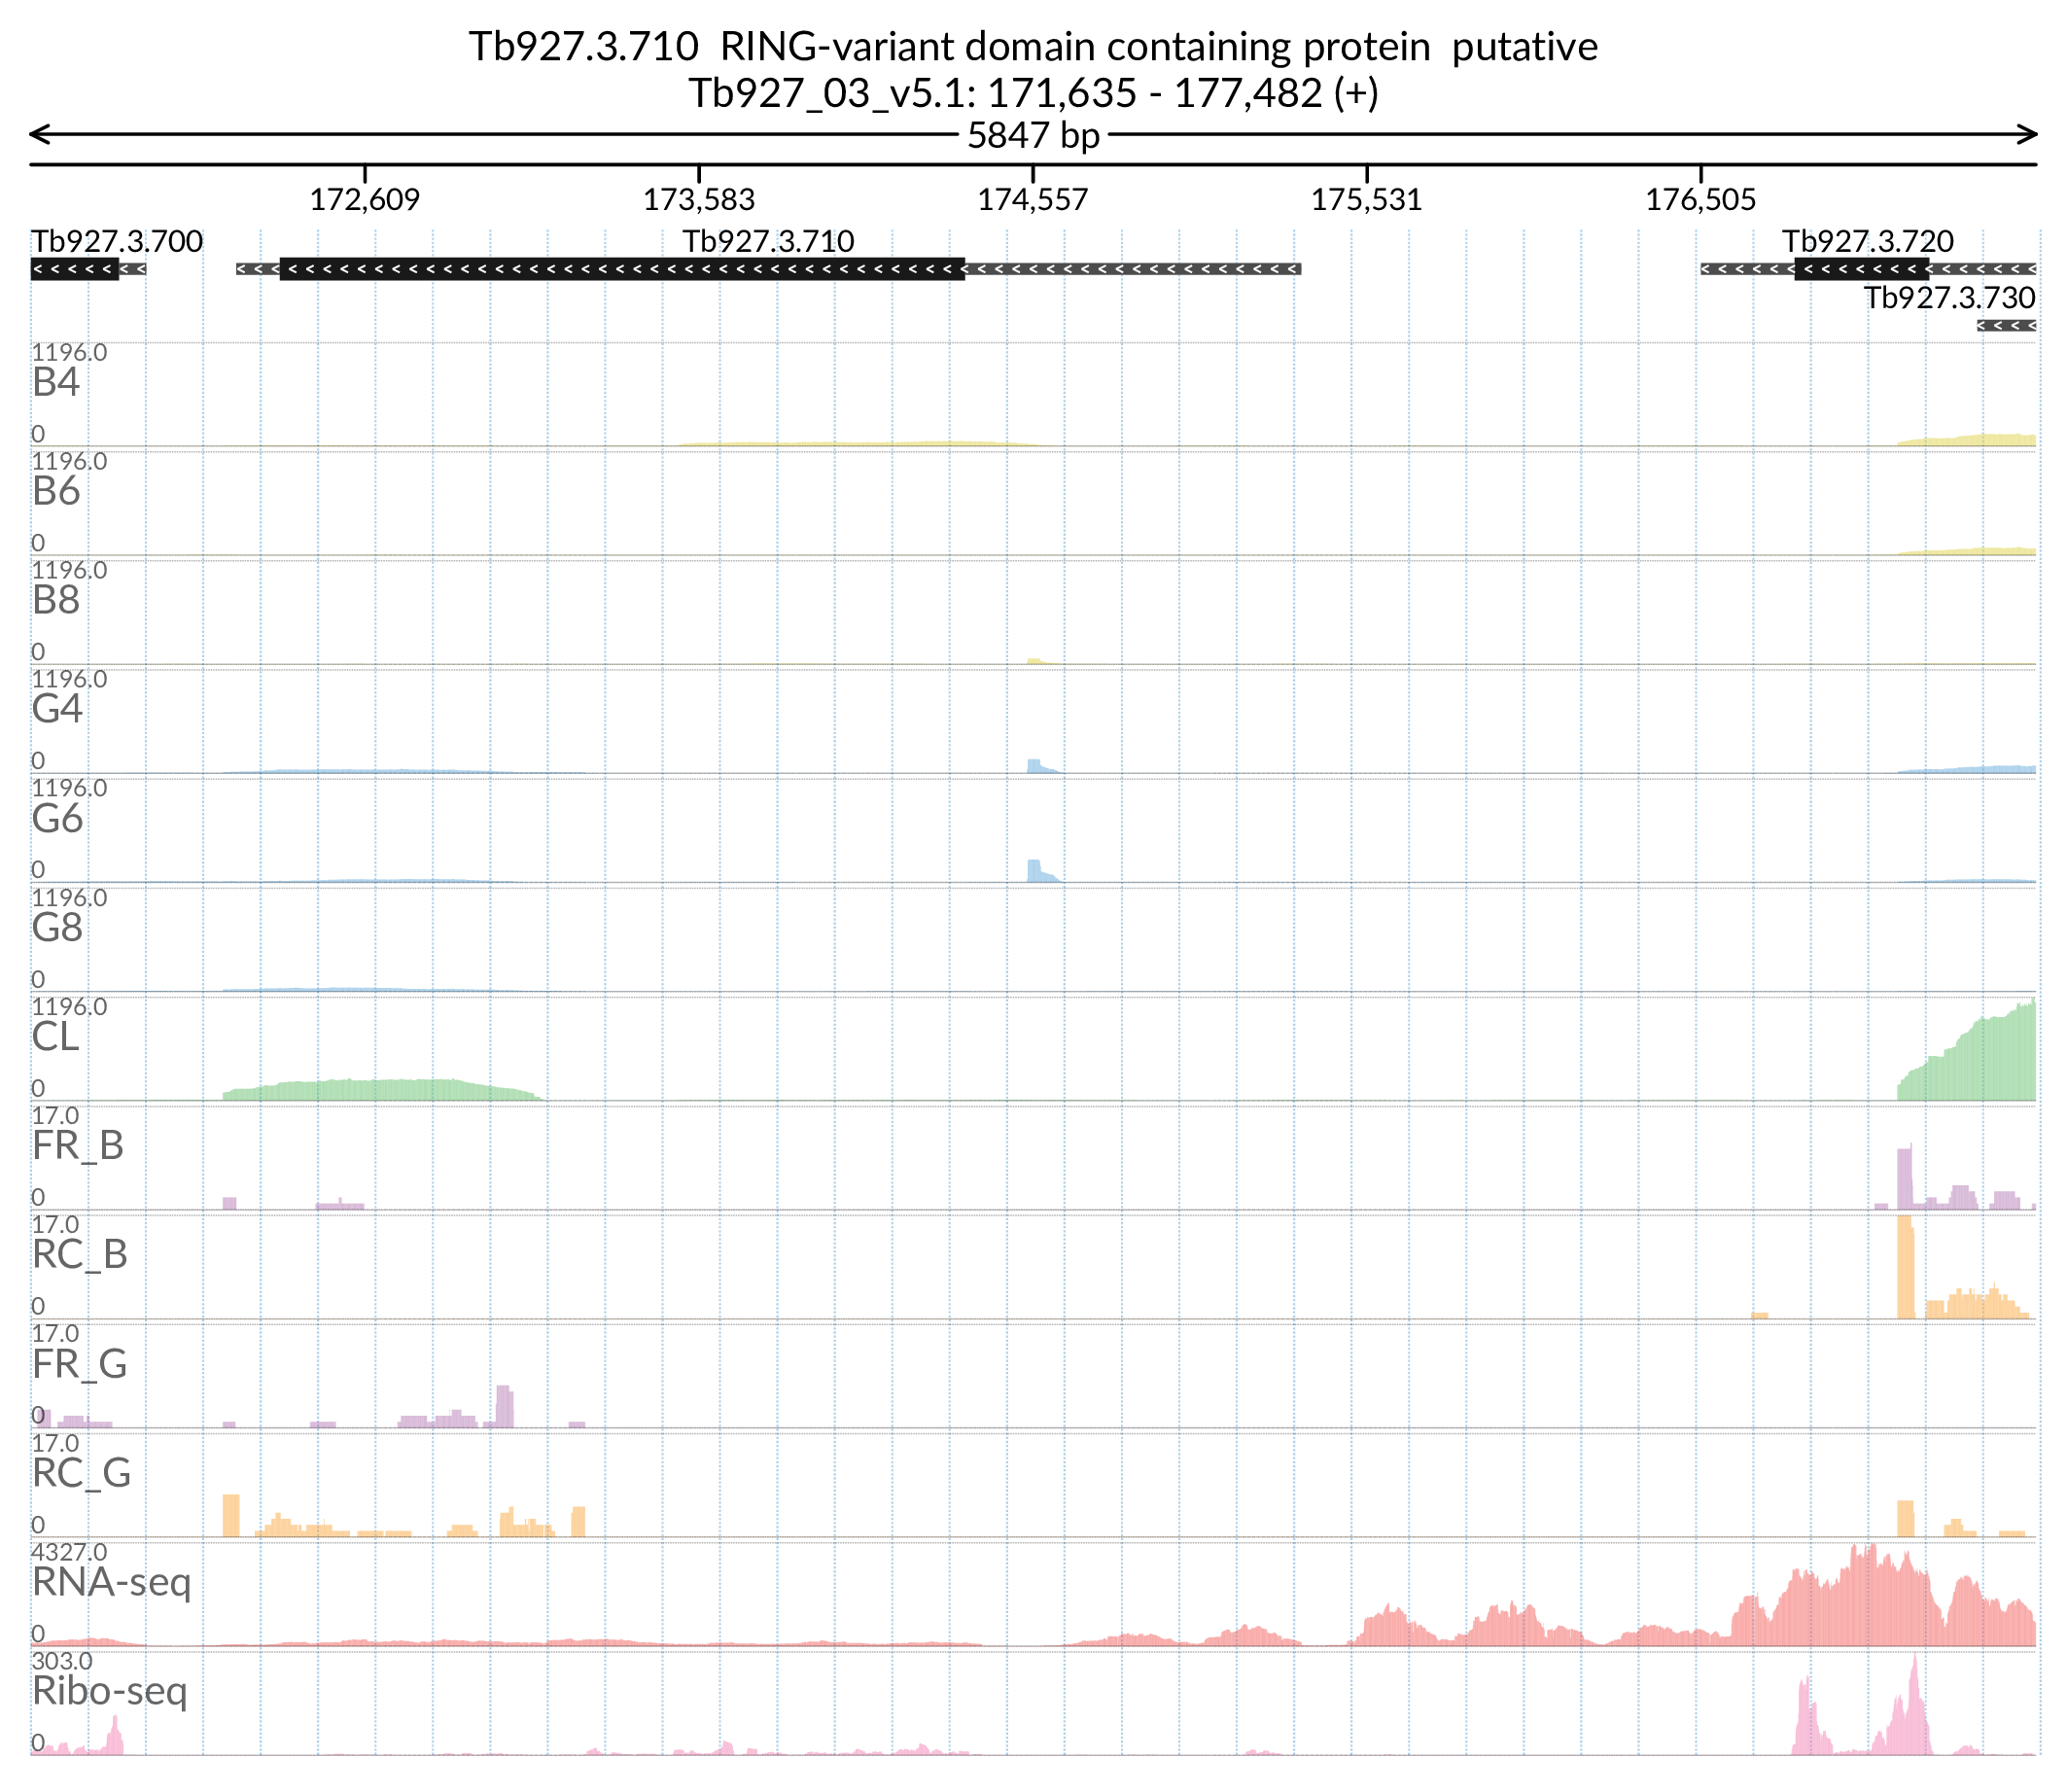 Tb927.3.710 RING-variant domain containing protein putative
Tb927_03_v5.1: 171,635 - 177,482 (+)
5847 bp
172,609 173,583 174,557 175,531 176,505
Tb927.3.700 Tb927.3.710 Tb927.3.720
Tb927.3.730
1196.0
B4
0
1196.0
B6
0
1196.0
B8
0
1196.0
G4
0
1196.0
G6
0
1196.0
G8
0
1196.0
CL
0
17.0
FR_B
0
17.0
RC_B
0
17.0
FR_G
0
17.0
RC_G
0
4327.0
RNA-seq
0
303.0
Ribo-seq
0